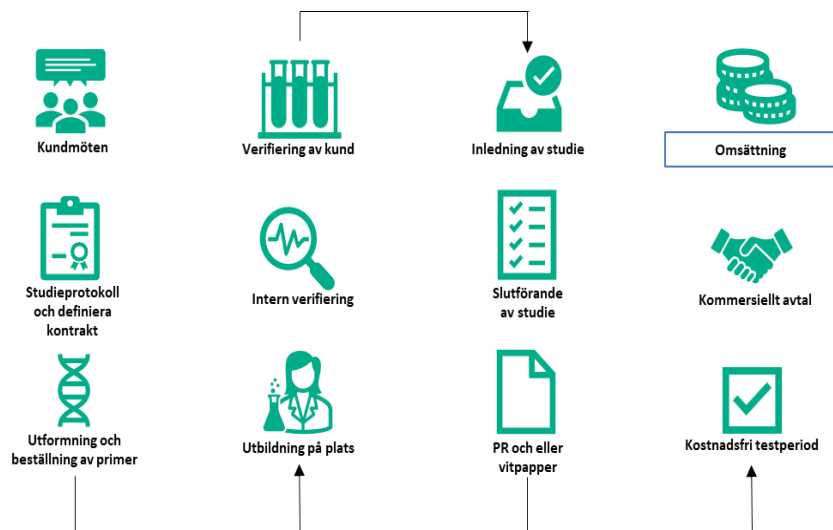 Kundmöten
Verifiering av kund
Inledning av studie
Omsättning
Studieprotokoll
och definiera
kontrakt
Intern verifiering
Slutförande
av studie
Kommersiellt avtal
Utformning och
beställning av primer
Utbildning på plats
PR och eller
vitpapper
Kostnadsfri testperiod